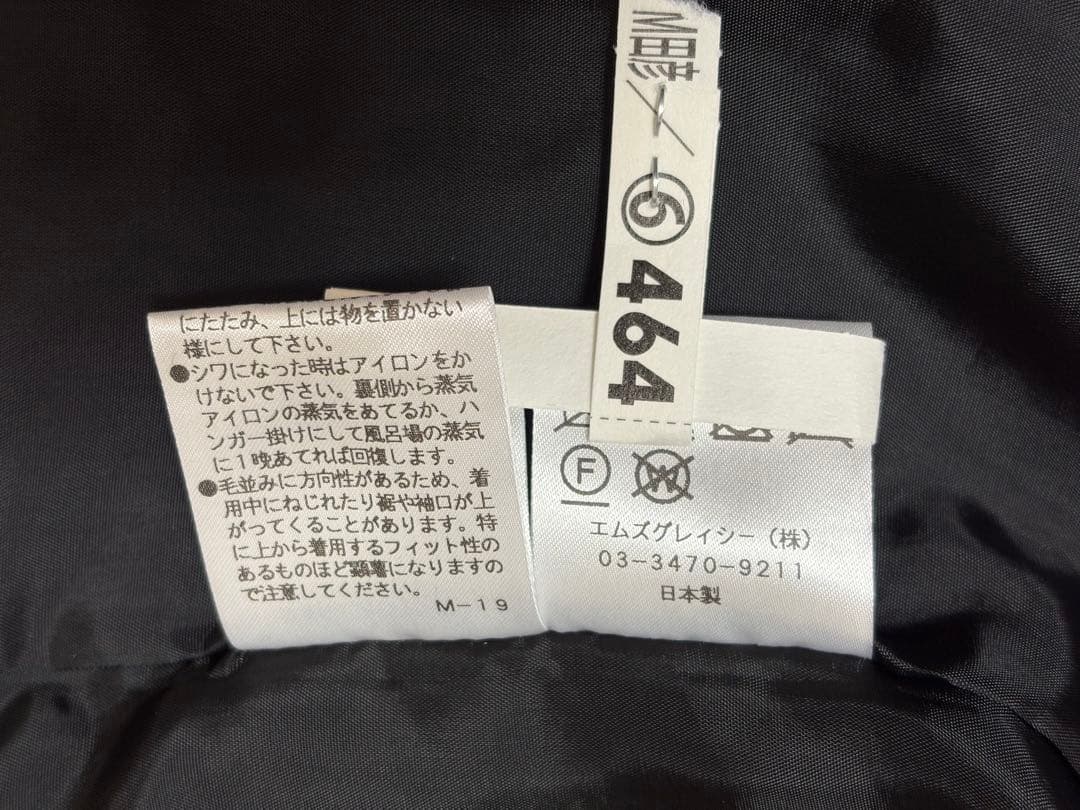 ⑥464
にたたみ、上には物を置かない
様にして下さい。
●シワになった時はアイロンをか
けないで下さい。裏側から蒸気
アイロンの蒸気をあてるか、ハ
ンガー掛けにして風呂場の蒸気
に1晩あてれば回復します。
●毛並みに方向性があるため、着
用中にねじれたり裾や袖口が上
がってくることがあります。特
に上から着用するフィット性の
あるものほど顕著になりますの
で注意してください。
M-19
F
W
エムズグレイシー(株)
03-3470-9211
日本製